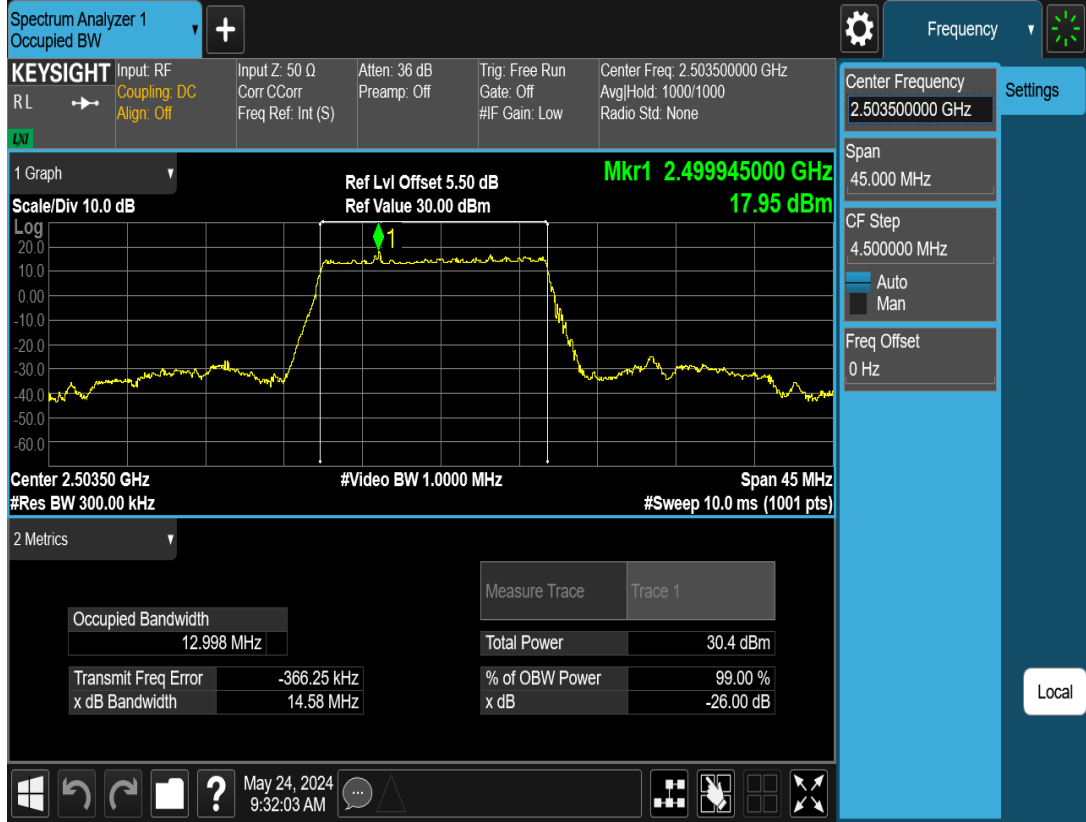 Spectrum Analyzer 1
Occupied BW
+
Frequency
KEYSIGHT
RL
LXI
Input: RF
Coupling: DC
Align: Off
Input Z: 50 Ω
Corr CCorr
Freq Ref: Int (S)
Atten: 36 dB
Preamp: Off
Trig: Free Run
Gate: Off
#IF Gain: Low
Center Freq: 2.503500000 GHz
Avg|Hold: 1000/1000
Radio Std: None
Center Frequency
2.503500000 GHz
Settings
Span
45.000 MHz
CF Step
4.500000 MHz
Auto
Man
Freq Offset
0 Hz
Local
1 Graph
Ref Lvl Offset 5.50 dB
Mkr1 2.499945000 GHz
Scale/Div 10.0 dB
Ref Value 30.00 dBm
17.95 dBm
Log
1
20.0
10.0
0.00
-10.0
-20.0
-30.0
-40.0
-50.0
-60.0
Center 2.50350 GHz
#Video BW 1.0000 MHz
Span 45 MHz
#Res BW 300.00 kHz
#Sweep 10.0 ms (1001 pts)
2 Metrics
Measure Trace
Trace 1
Occupied Bandwidth
12.998 MHz
Total Power
30.4 dBm
Transmit Freq Error
-366.25 kHz
% of OBW Power
99.00 %
x dB Bandwidth
14.58 MHz
x dB
-26.00 dB
?
May 24, 2024
9:32:03 AM